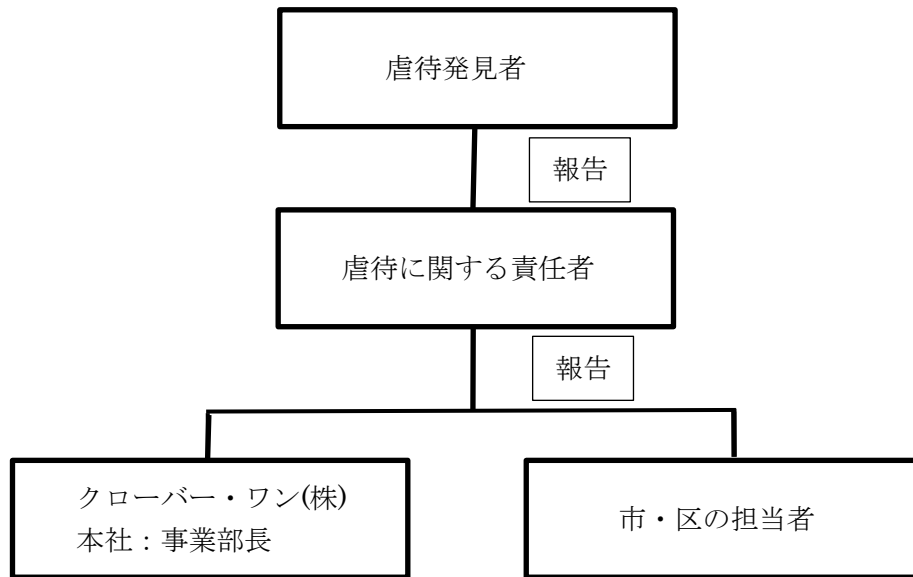 虐待発見者
報告
虐待に関する責任者
報告
クローバー・ワン(株)
本社：事業部長
市・区の担当者